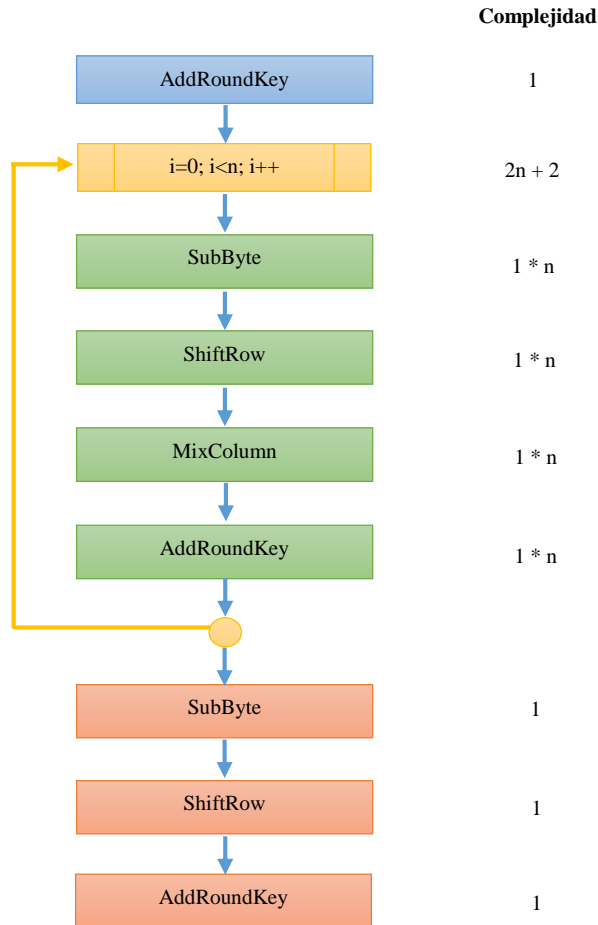 Complejidad
AddRoundKey 1
i=0; i<n; i++ 2n + 2
SubByte 1 * n
ShiftRow 1 * n
MixColumn 1 * n
AddRoundKey 1 * n
SubByte 1
ShiftRow 1
AddRoundKey 1